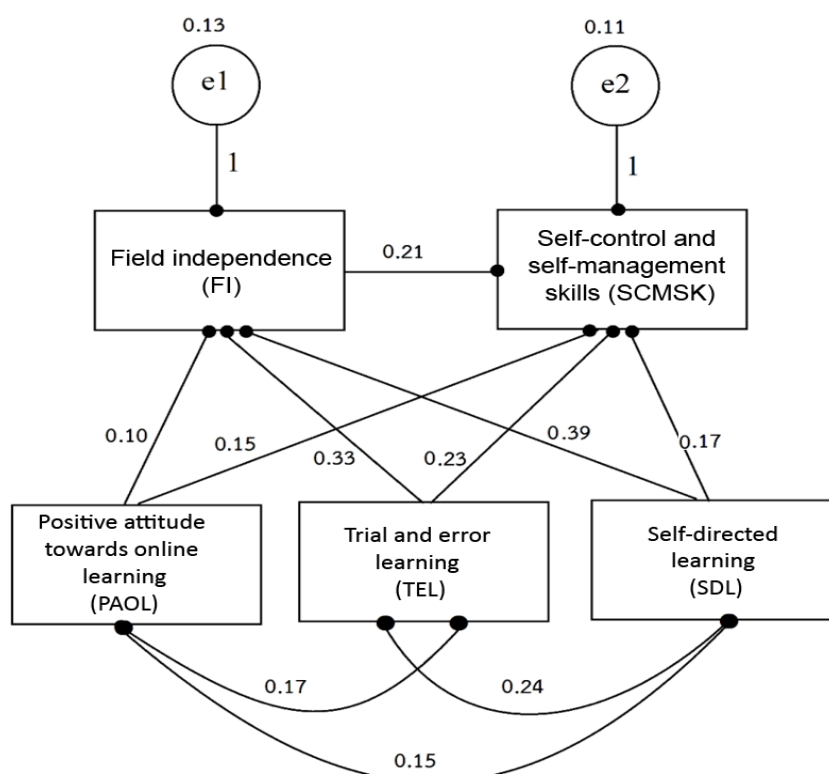 0.13
0.11
e1
e2
1
1
Field independence
(FI)
0.21
Self-control and
self-management
skills (SCMSK)
0.10
0.15
0.33
0.23
0.39
0.17
Positive attitude
towards online
learning
(PAOL)
Trial and error
learning
(TEL)
Self-directed
learning
(SDL)
0.17
0.24
0.15